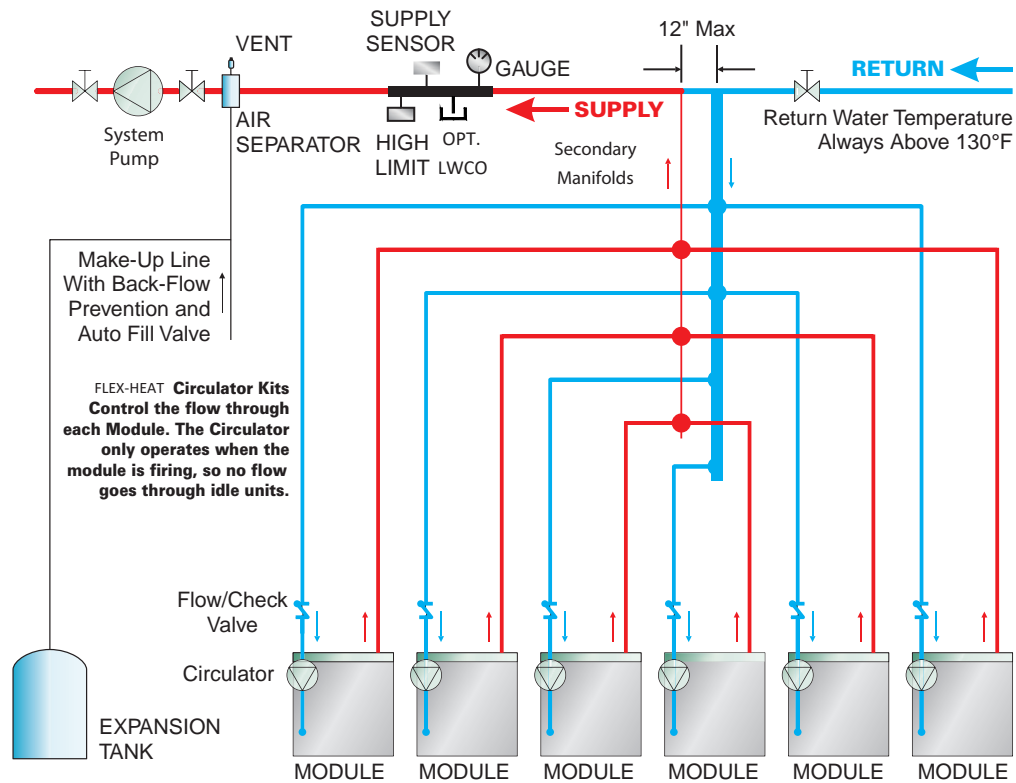 SUPPLY
SENSOR
12" Max
VENT
GAUGE
RETURN
System
Pump
AIR
SEPARATOR
HIGH
LIMIT
OPT.
LWCO
SUPPLY
Secondary
Manifolds
Return Water Temperature
Always Above 130°F
Make-Up Line
With Back-Flow
Prevention and
Auto Fill Valve
FLEX-HEAT Circulator Kits
Control the flow through
each Module. The Circulator
only operates when the
module is firing, so no flow
goes through idle units.
Flow/Check
Valve
Circulator
EXPANSION
TANK
MODULE
MODULE
MODULE
MODULE
MODULE
MODULE